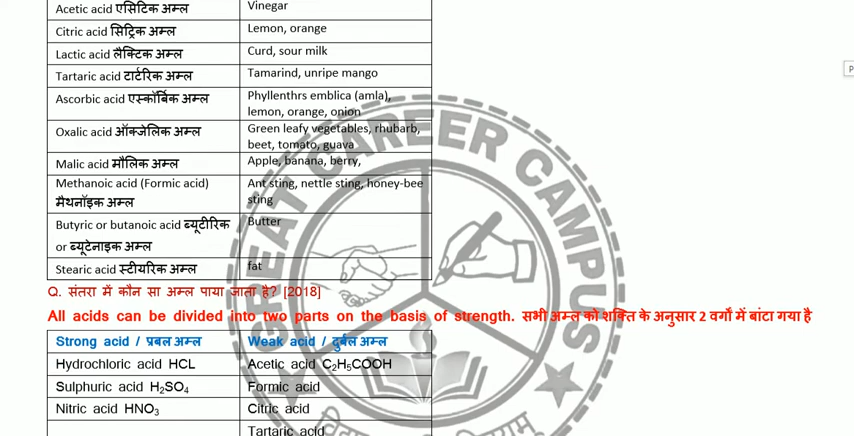 Acetic acid एसिटिक अम्ल Vinegar
Citric acid सिट्रिक अम्ल Lemon, orange
Lactic acid लैक्टिक अम्ल Curd, sour milk
Tartaric acid टार्टरिक अम्ल Tamarind, unripe mango
Ascorbic acid एस्कॉर्बिक अम्ल Phyllenthrs emblica (amla),
lemon, orange, onion
Oxalic acid ऑक्जेलिक अम्ल Green leafy vegetables, rhubarb,
beet, tomato, guava
Malic acid मौलिक अम्ल Apple, banana, berry,
Methanoic acid (Formic acid) Ant sting, nettle sting, honey-bee
मैथनॉइक अम्ल sting
Butyric or butanoic acid ब्यूटीरिक Butter
or ब्यूटेनाइक अम्ल
Stearic acid स्टीयरिक अम्ल fat
Q. संतरा में कौन सा अम्ल पाया जाता है? [2018]
All acids can be divided into two parts on the basis of strength. सभी अम्ल को शक्ति के अनुसार 2 वर्गों में बांटा गया है
Strong acid / प्रबल अम्ल Weak acid / दुर्बल अम्ल
Hydrochloric acid HCL Acetic acid C₂H₅COOH
Sulphuric acid H₂SO₄ Formic acid
Nitric acid HNO₃ Citric acid
Tartaric acid
GREAT CAREER CAMPUS
P